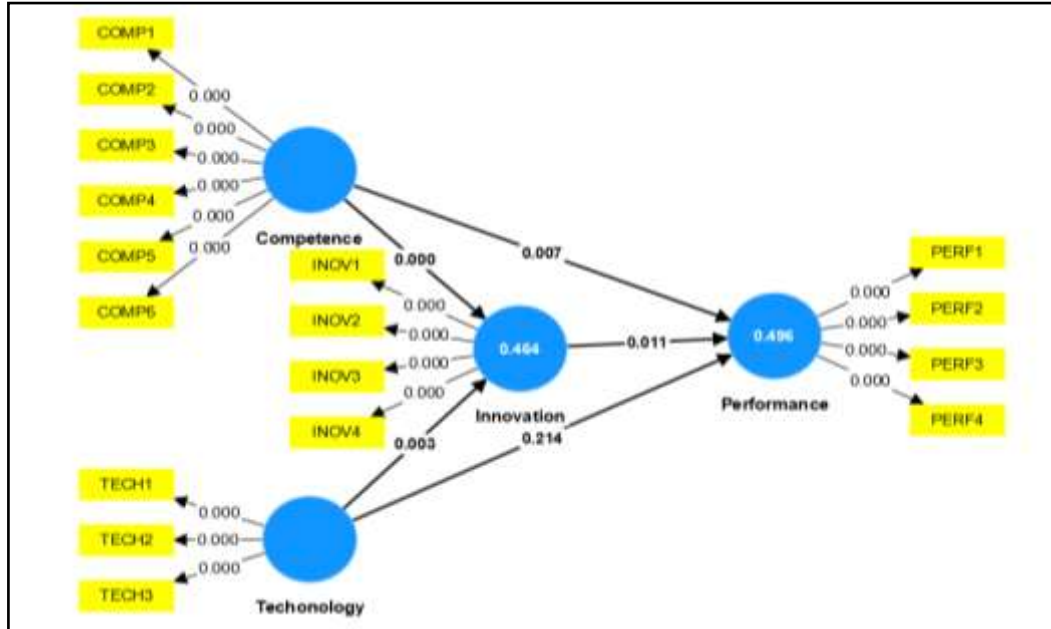 COMP1
0.000
COMP2
0.000
COMP3
0.000
COMP4
0.000
COMP5
0.000
COMP6
0.000
Competence
0.007
0.000
INOV1
0.000
INOV2
0.000
INOV3
0.000
INOV4
0.000
0.464
Innovation
0.011
0.003
0.214
0.496
Performance
PERF1
0.000
PERF2
0.000
PERF3
0.000
PERF4
0.000
TECH1
0.000
TECH2
0.000
TECH3
0.000
Techonology